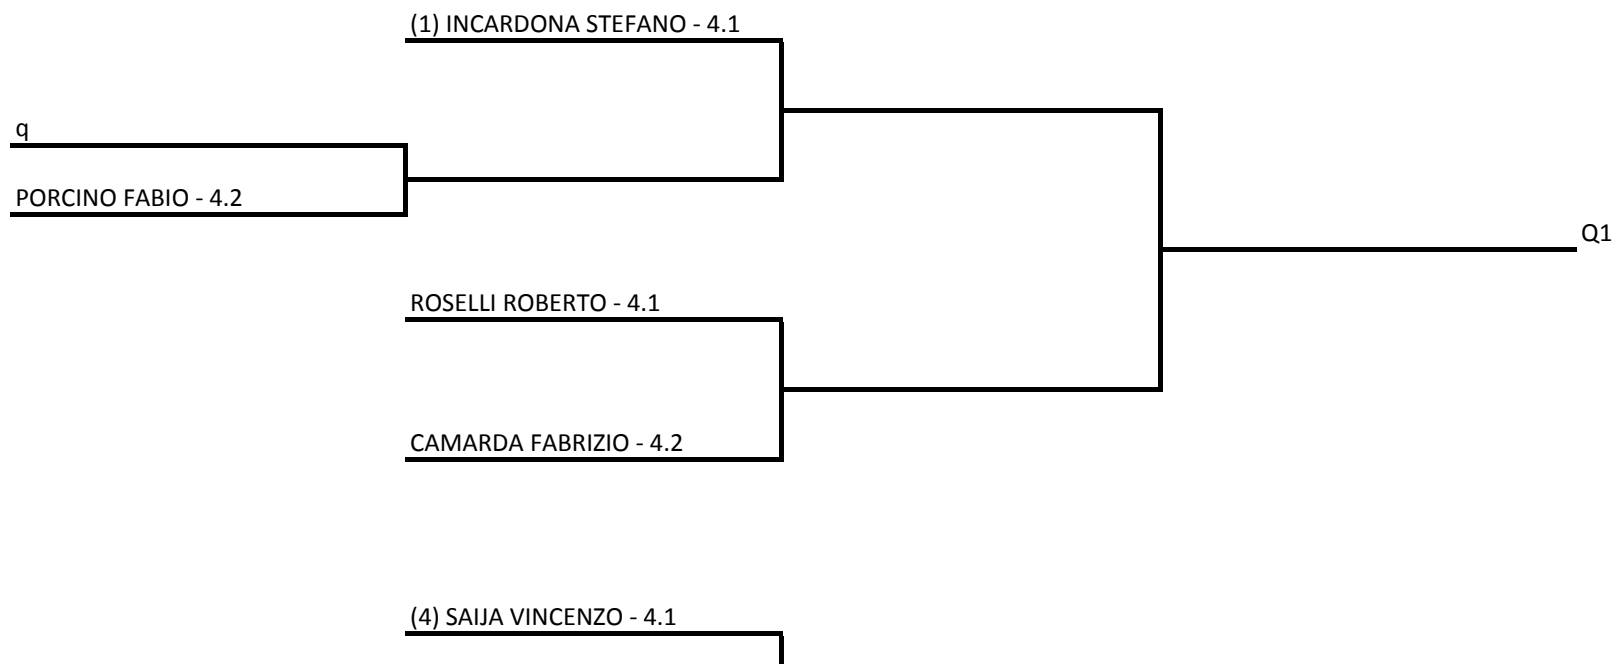 (1) INCARDONA STEFANO - 4.1
q
PORCINO FABIO - 4.2
Q1
ROSELLI ROBERTO - 4.1
CAMARDA FABRIZIO - 4.2
(4) SAIJA VINCENZO - 4.1